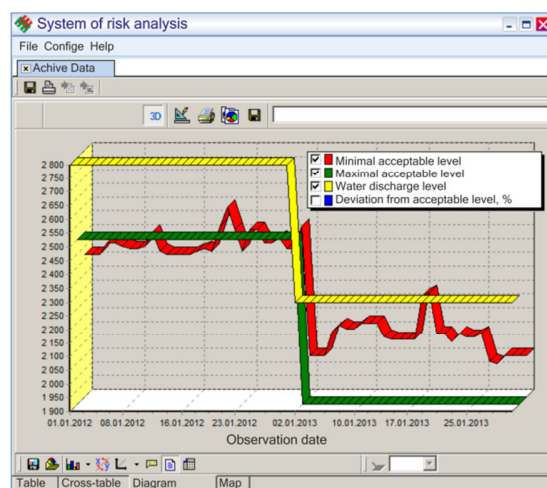 System of risk analysis
File Confige Help
Achive Data
3D
Minimal acceptable level
Maximal acceptable level
Water discharge level
Deviation from acceptable level, %
2 800
2 750
2 700
2 650
2 600
2 550
2 500
2 450
2 400
2 350
2 300
2 250
2 200
2 150
2 100
2 050
2 000
1 950
1 900
01.01.2012 08.01.2012 16.01.2012 23.01.2012 02.01.2013 10.01.2013 17.01.2013 25.01.2013
Observation date
Table Cross-table Diagram Map